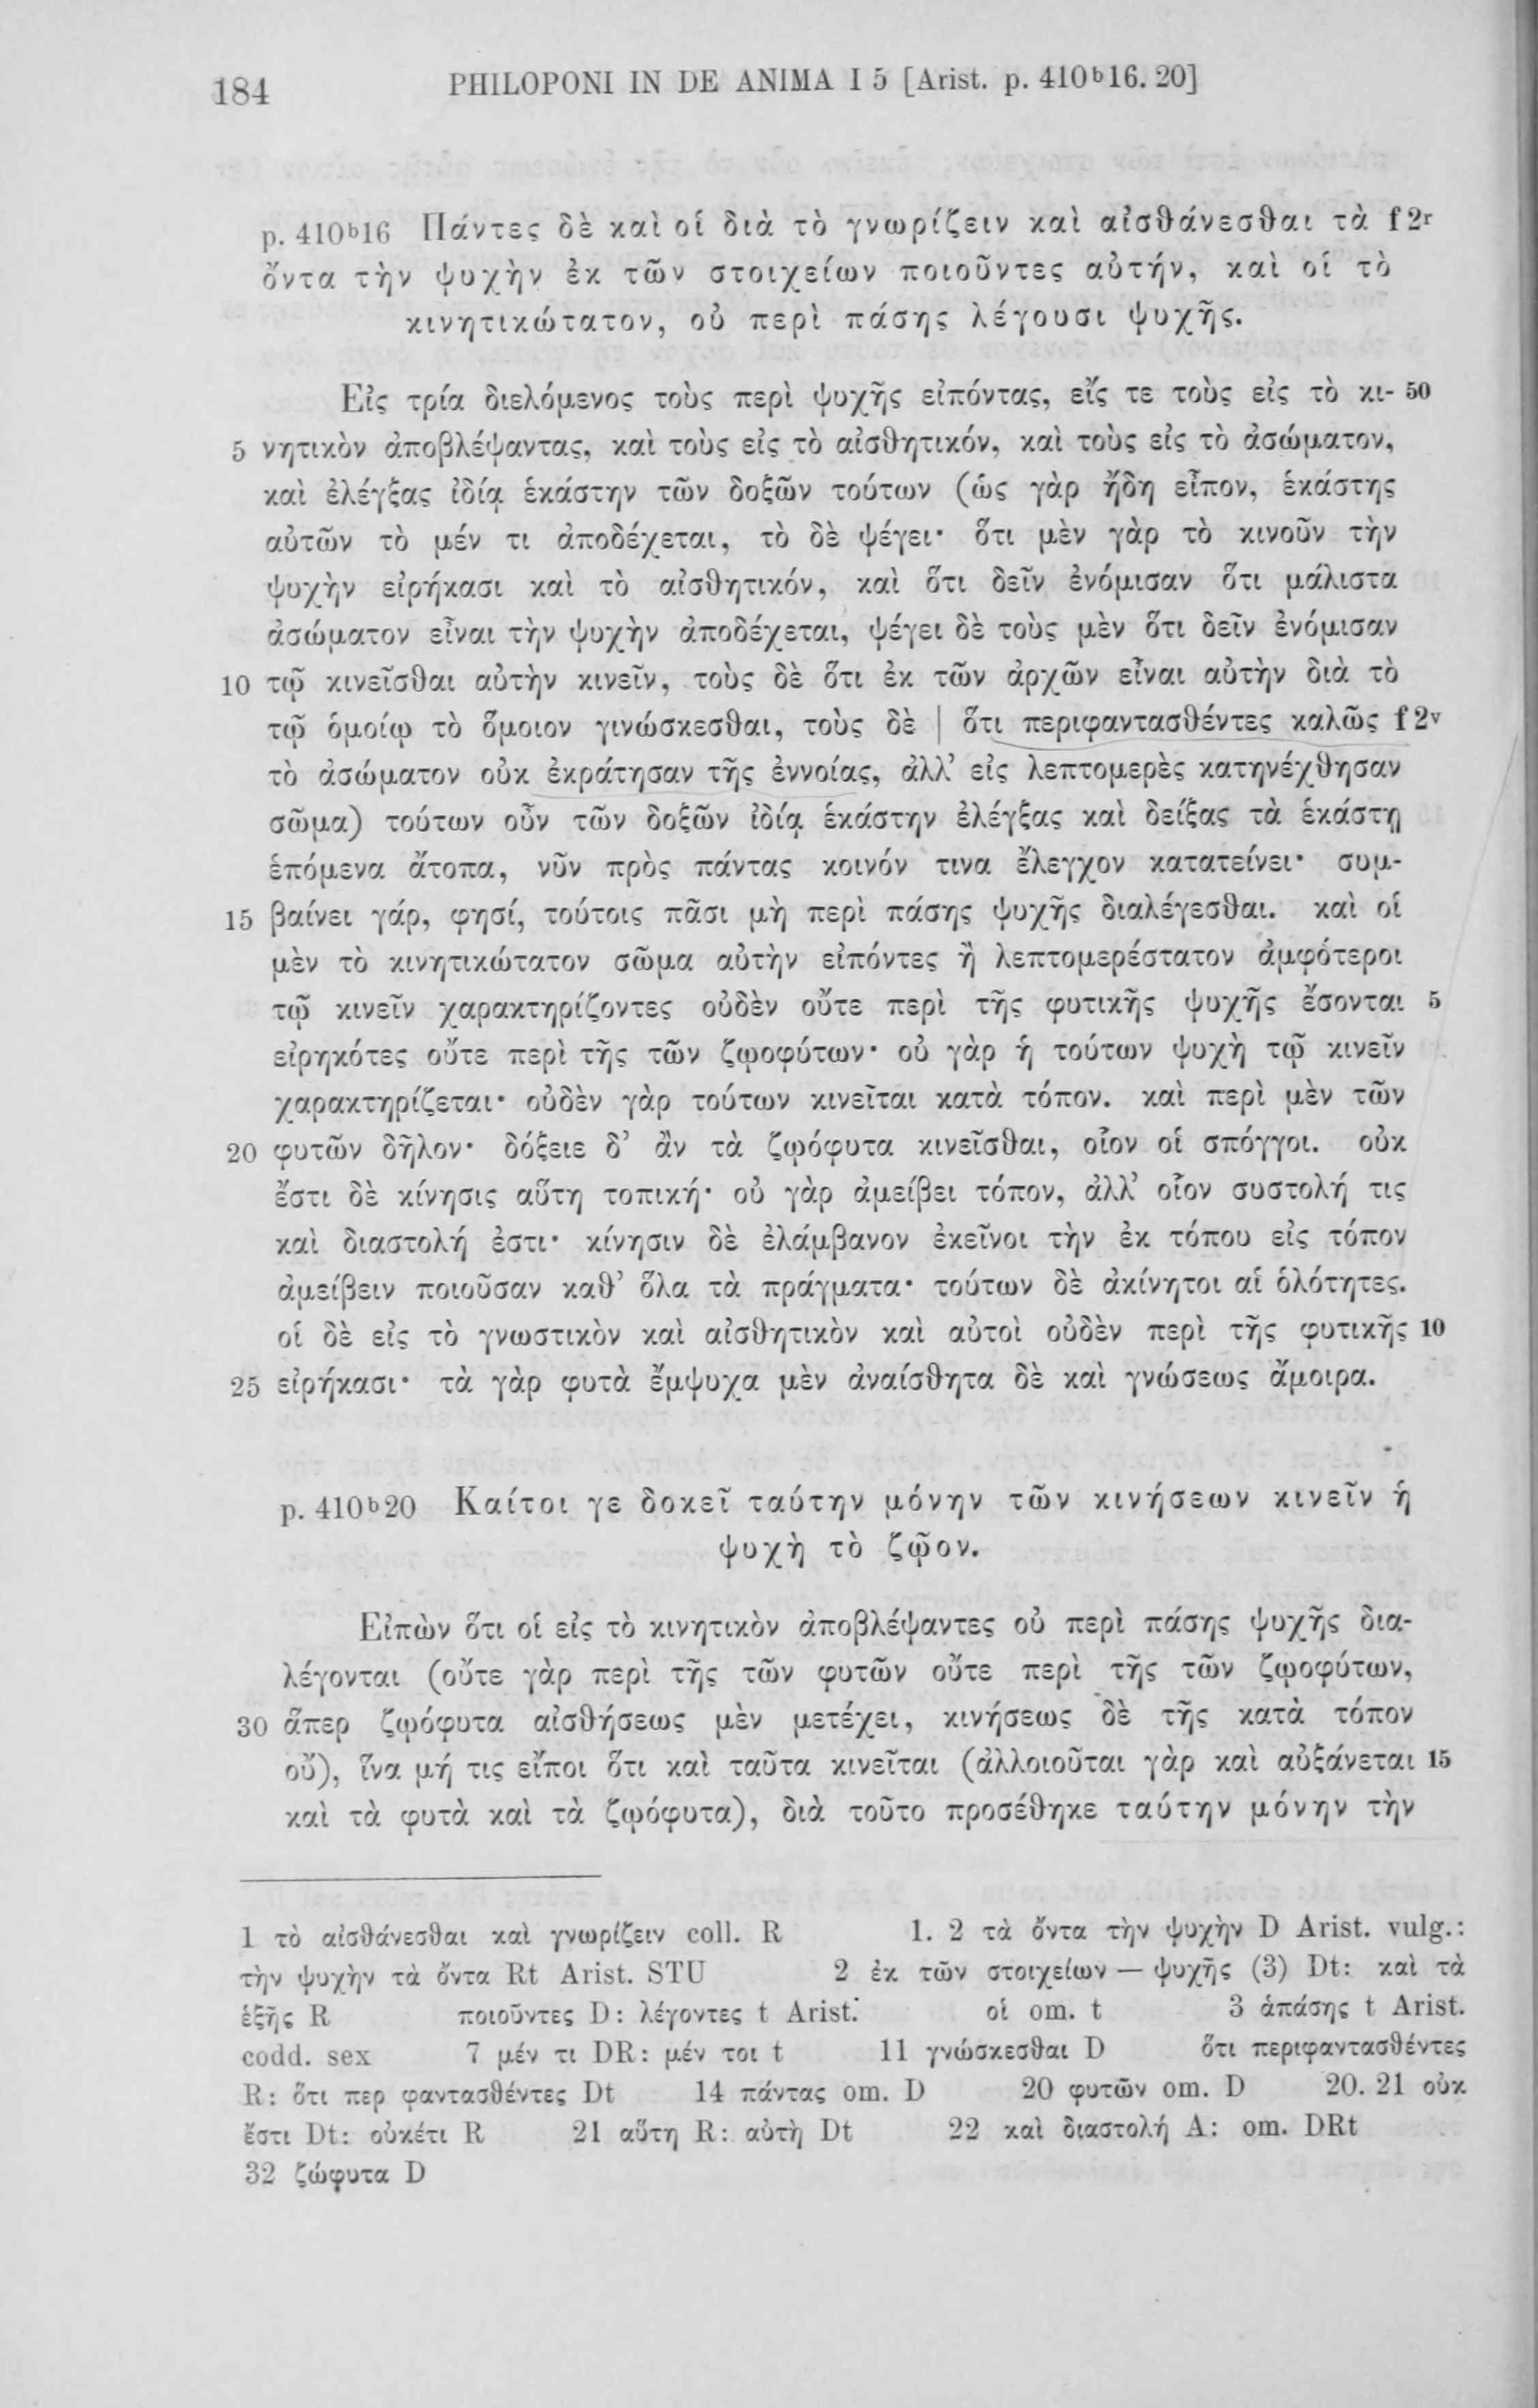 184 PHILOPONI IN DE ANIMA I 5 [Arist. p. 410b16. 20]
p. 410b16 Πάντες δὲ καὶ οἱ διὰ τὸ γνωρίζειν καὶ αἰσθάνεσθαι τὰ f 2r
ὄντα τὴν ψυχὴν ἐκ τῶν στοιχείων ποιοῦντες αὐτήν, καὶ οἱ τὸ
κινητικώτατον, οὐ περὶ πάσης λέγουσι ψυχῆς.
Εἰς τρία διελόμενος τοὺς περὶ ψυχῆς εἰπόντας, εἴς τε τοὺς εἰς τὸ κι- 50
5 νητικὸν ἀποβλέψαντας, καὶ τοὺς εἰς τὸ αἰσθητικόν, καὶ τοὺς εἰς τὸ ἀσώματον,
καὶ ἐλέγξας ἰδίᾳ ἑκάστην τῶν δοξῶν τούτων (ὡς γὰρ ἤδη εἶπον, ἑκάστης
αὐτῶν τὸ μέν τι ἀποδέχεται, τὸ δὲ ψέγει· ὅτι μὲν γὰρ τὸ κινοῦν τὴν
ψυχὴν εἰρήκασι καὶ τὸ αἰσθητικόν, καὶ ὅτι δεῖν ἐνόμισαν ὅτι μάλιστα
ἀσώματον εἶναι τὴν ψυχὴν ἀποδέχεται, ψέγει δὲ τοὺς μὲν ὅτι δεῖν ἐνόμισαν
10 τῷ κινεῖσθαι αὐτὴν κινεῖν, τοὺς δὲ ὅτι ἐκ τῶν ἀρχῶν εἶναι αὐτὴν διὰ τὸ
τῷ ὁμοίῳ τὸ ὅμοιον γινώσκεσθαι, τοὺς δὲ | ὅτι περιφαντασθέντες καλῶς f 2v
τὸ ἀσώματον οὐκ ἐκράτησαν τῆς ἐννοίας, ἀλλ’ εἰς λεπτομερὲς κατηνέχθησαν
σῶμα) τούτων οὖν τῶν δοξῶν ἰδίᾳ ἑκάστην ἐλέγξας καὶ δείξας τὰ ἑκάστῃ
ἑπόμενα ἄτοπα, νῦν πρὸς πάντας κοινόν τινα ἔλεγχον κατατείνει· συμ-
15 βαίνει γάρ, φησί, τούτοις πᾶσι μὴ περὶ πάσης ψυχῆς διαλέγεσθαι. καὶ οἱ
μὲν τὸ κινητικώτατον σῶμα αὐτὴν εἰπόντες ἢ λεπτομερέστατον ἀμφότεροι
τῷ κινεῖν χαρακτηρίζοντες οὐδὲν οὔτε περὶ τῆς φυτικῆς ψυχῆς ἔσονται 5
εἰρηκότες οὔτε περὶ τῆς τῶν ζῳοφύτων· οὐ γὰρ ἡ τούτων ψυχὴ τῷ κινεῖν
χαρακτηρίζεται· οὐδὲν γὰρ τούτων κινεῖται κατὰ τόπον. καὶ περὶ μὲν τῶν
20 φυτῶν δῆλον· δόξειε δ’ ἂν τὰ ζῳόφυτα κινεῖσθαι, οἷον οἱ σπόγγοι. οὐκ
ἔστι δὲ κίνησις αὕτη τοπική· οὐ γὰρ ἀμείβει τόπον, ἀλλ’ οἷον συστολή τις
καὶ διαστολή ἐστι· κίνησιν δὲ ἐλάμβανον ἐκεῖνοι τὴν ἐκ τόπου εἰς τόπον
ἀμείβειν ποιοῦσαν καθ’ ὅλα τὰ πράγματα· τούτων δὲ ἀκίνητοι αἱ ὁλότητες.
οἱ δὲ εἰς τὸ γνωστικὸν καὶ αἰσθητικὸν καὶ αὐτοὶ οὐδὲν περὶ τῆς φυτικῆς 10
25 εἰρήκασι· τὰ γὰρ φυτὰ ἔμψυχα μὲν ἀναίσθητα δὲ καὶ γνώσεως ἄμοιρα.
p. 410b20 Καίτοι γε δοκεῖ ταύτην μόνην τῶν κινήσεων κινεῖν ἡ
ψυχὴ τὸ ζῷον.
Εἰπὼν ὅτι οἱ εἰς τὸ κινητικὸν ἀποβλέψαντες οὐ περὶ πάσης ψυχῆς δια-
λέγονται (οὔτε γὰρ περὶ τῆς τῶν φυτῶν οὔτε περὶ τῆς τῶν ζῳοφύτων,
30 ἅπερ ζῳόφυτα αἰσθήσεως μὲν μετέχει, κινήσεως δὲ τῆς κατὰ τόπον
οὔ), ἵνα μή τις εἴποι ὅτι καὶ ταῦτα κινεῖται (ἀλλοιοῦται γὰρ καὶ αὐξάνεται 15
καὶ τὰ φυτὰ καὶ τὰ ζῳόφυτα), διὰ τοῦτο προσέθηκε ταύτην μόνην τὴν
1 τὸ αἰσθάνεσθαι καὶ γνωρίζειν coll. R 1. 2 τὰ ὄντα τὴν ψυχὴν D Arist. vulg.:
τὴν ψυχὴν τὰ ὄντα Rt Arist. STU 2 ἐκ τῶν στοιχείων — ψυχῆς (3) Dt: καὶ τὰ
ἑξῆς R ποιοῦντες D: λέγοντες t Arist. οἱ om. t 3 ἁπάσης t Arist.
codd. sex 7 μέν τι DR: μέν τοι t 11 γνώσκεσθαι D ὅτι περιφαντασθέντες
R: ὅτι περ φαντασθέντες Dt 14 πάντας om. D 20 φυτῶν om. D 20. 21 οὐκ
ἔστι Dt: οὐκέτι R 21 αὕτη R: αὐτὴ Dt 22 καὶ διαστολή A: om. DRt
32 ζώφυτα D